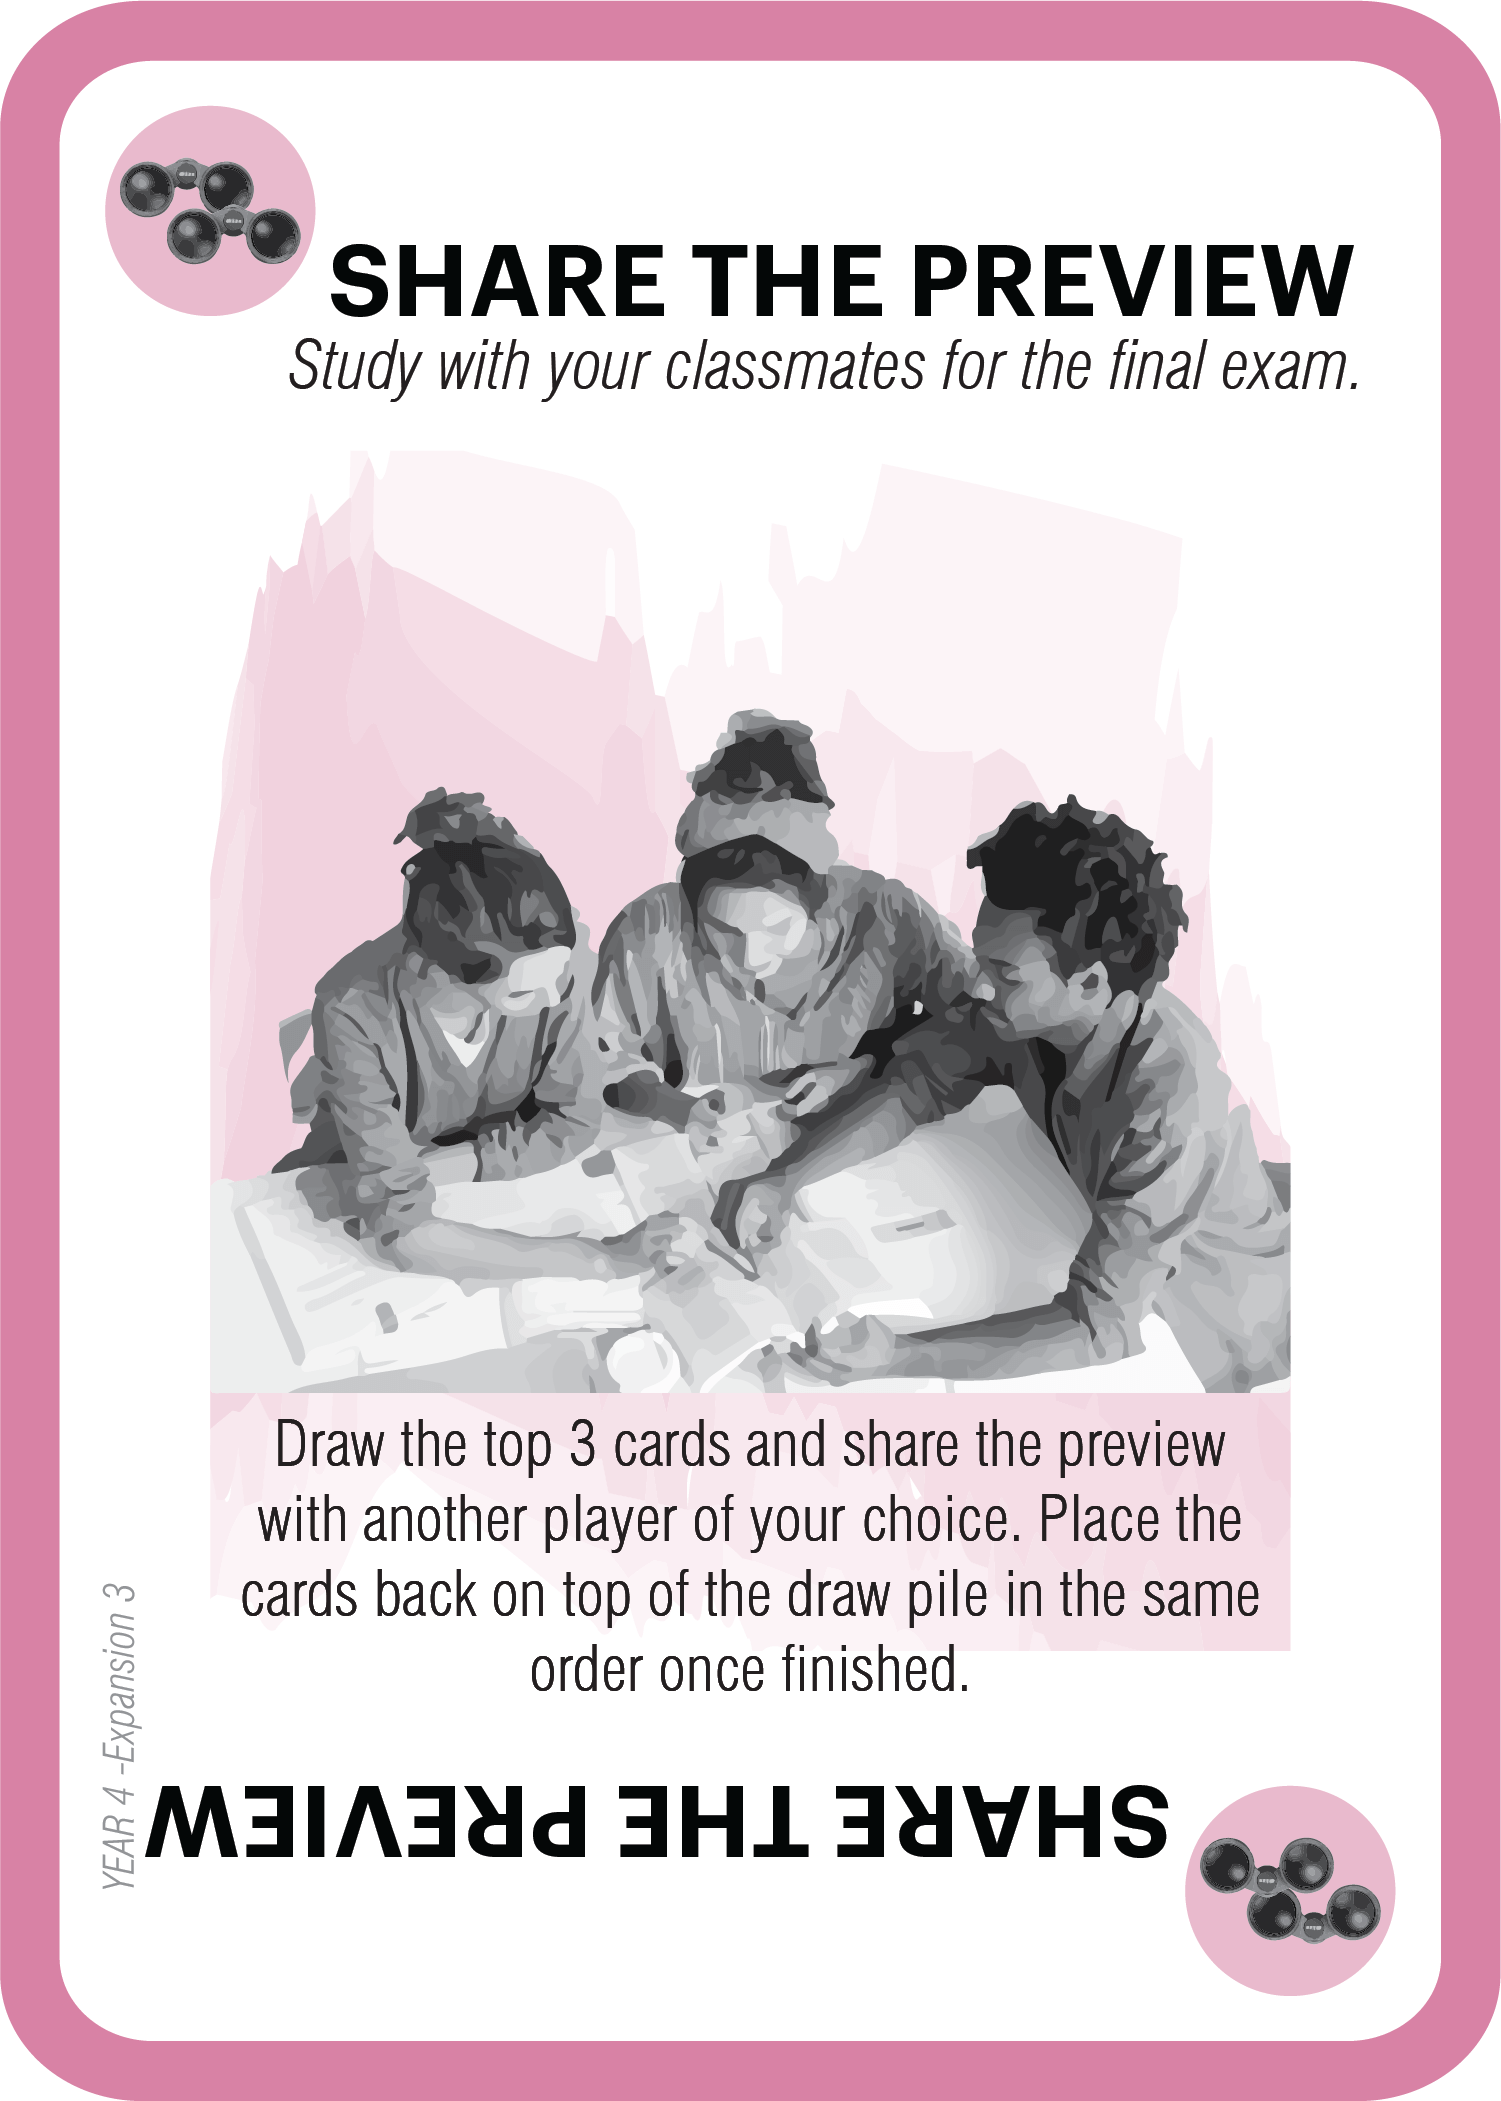 SHARE THE PREVIEW
Study with your classmates for the final exam.
Draw the top 3 cards and share the preview
with another player of your choice. Place the
cards back on top of the draw pile in the same
order once finished.
YEAR 4 -Expansion 3
SHARE THE PREVIEW